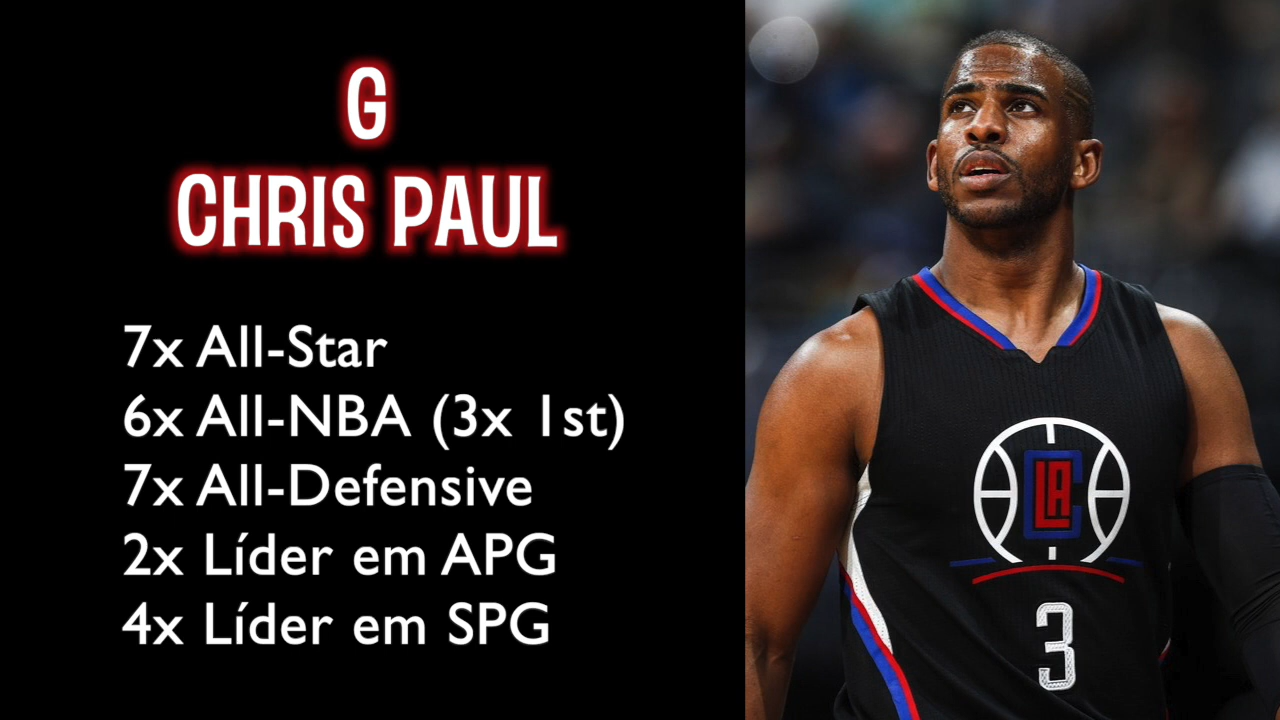 G
CHRIS PAUL
7x All-Star
6x All-NBA (3x 1st)
7x All-Defensive
2x Líder em APG
4x Líder em SPG
LAC
3